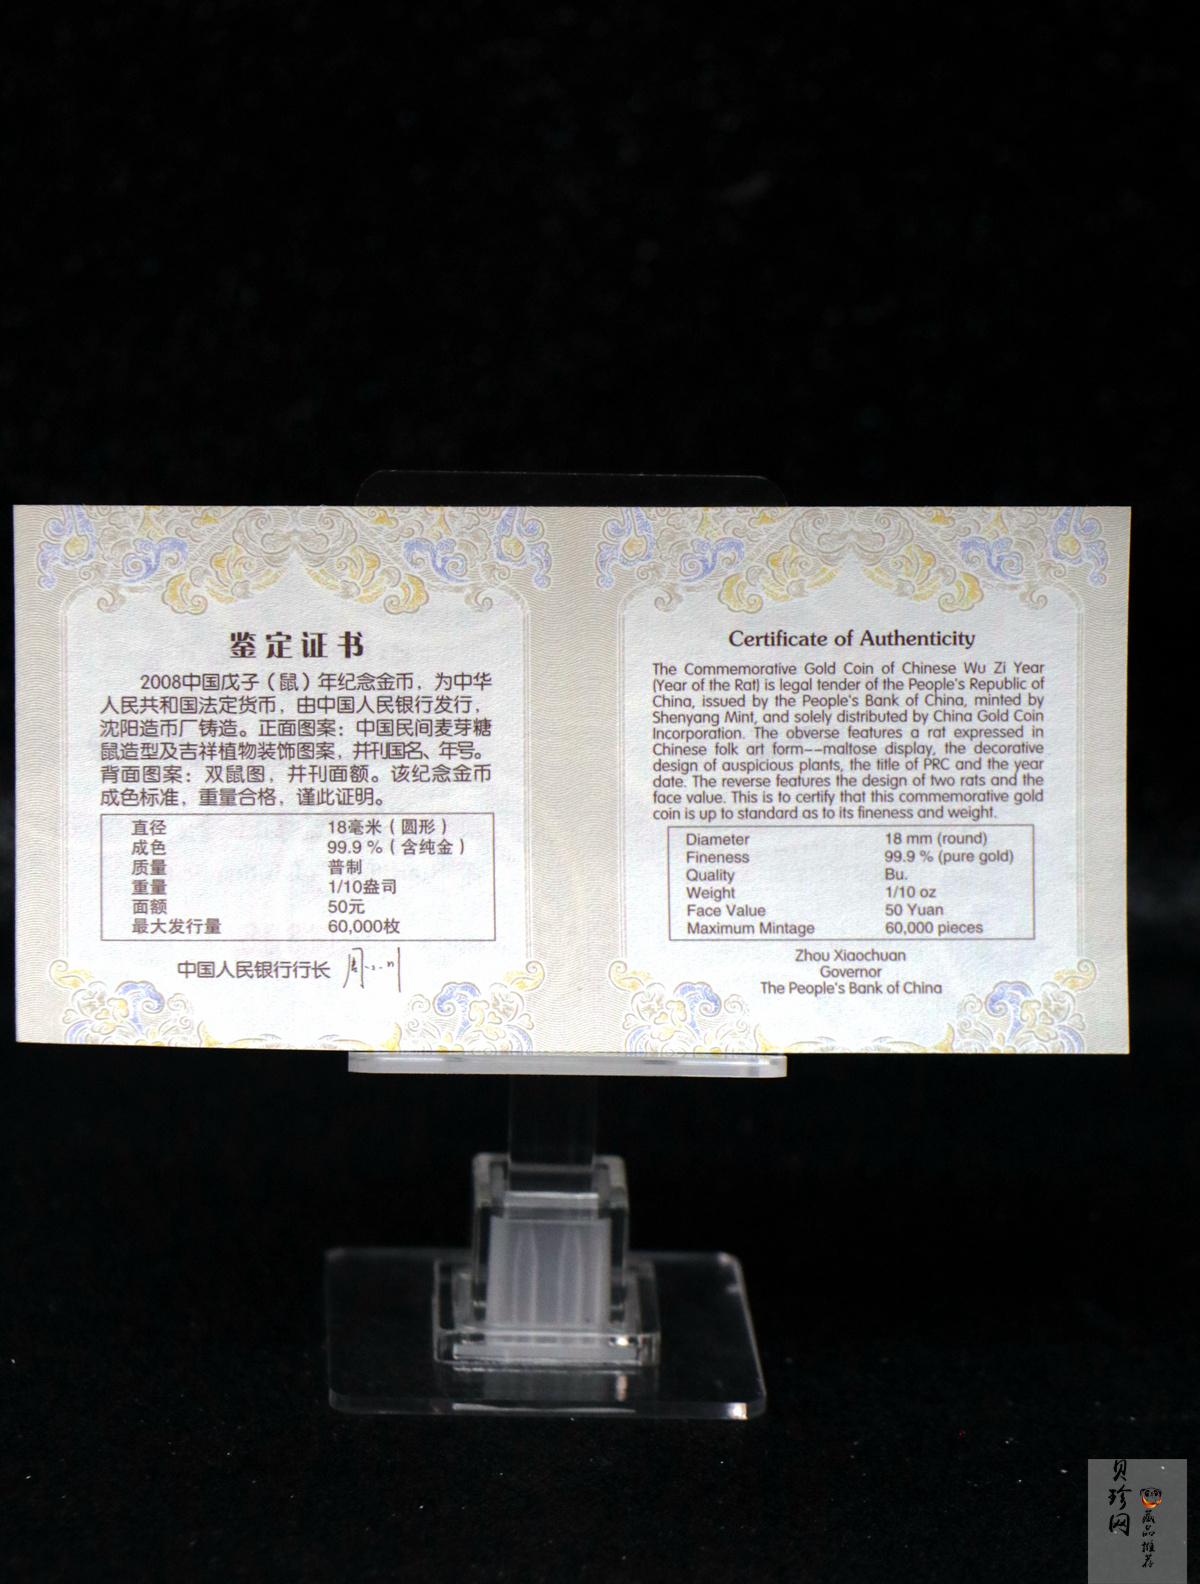 鉴定证书
2008中国戊子（鼠）年纪念金币，为中华
人民共和国法定货币，由中国人民银行发行，
沈阳造币厂铸造。正面图案：中国民间麦芽糖
鼠造型及吉祥植物装饰图案，并刊国名、年号。
背面图案：双鼠图，并刊面额。该纪念金币
成色标准，重量合格，谨此证明。
直径 18毫米（圆形）
成色 99.9 %（含纯金）
质量 普制
重量 1/10盎司
面额 50元
最大发行量 60,000枚
中国人民银行行长
Certificate of Authenticity
The Commemorative Gold Coin of Chinese Wu Zi Year
(Year of the Rat) is legal tender of the People's Republic of
China, issued by the People's Bank of China, minted by
Shenyang Mint, and solely distributed by China Gold Coin
Incorporation. The obverse features a rat expressed in
Chinese folk art form--maltose display, the decorative
design of auspicious plants, the title of PRC and the year
date. The reverse features the design of two rats and the
face value. This is to certify that this commemorative gold
coin is up to standard as to its fineness and weight.
Diameter 18 mm (round)
Fineness 99.9 % (pure gold)
Quality Bu.
Weight 1/10 oz
Face Value 50 Yuan
Maximum Mintage 60,000 pieces
Zhou Xiaochuan
Governor
The People's Bank of China
贝珍网
藏品推荐